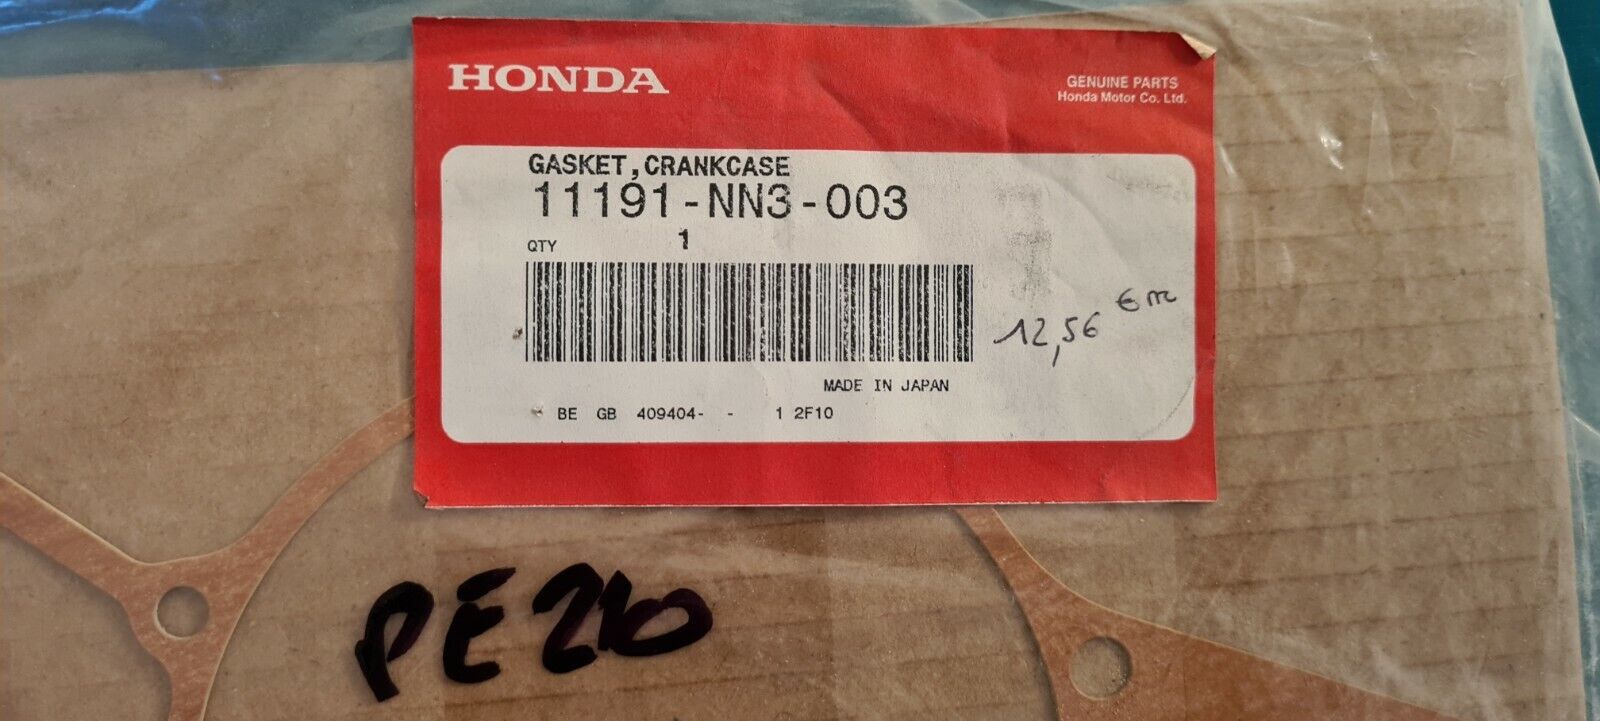 HONDA
GENUINE PARTS
Honda Motor Co. Ltd.
GASKET,CRANKCASE
11191-NN3-003
QTY 1
12,56 €
MADE IN JAPAN
BE GB 409404- - 1 2F10
PE210